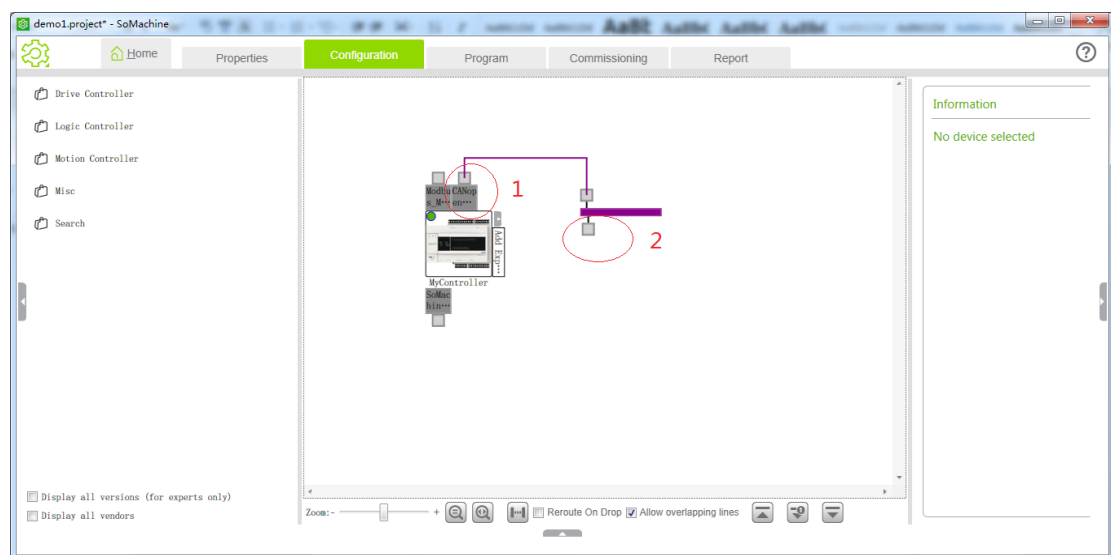 demo1.project* - SoMachine
Home
Properties
Configuration
Program
Commissioning
Report
Drive Controller
Logic Controller
Motion Controller
Misc
Search
Modbu
s_M...
CANop
en...
1
2
Add Exp...
MyController
SoMac
hin...
Information
No device selected
Display all versions (for experts only)
Display all vendors
Zoom: -
+
Reroute On Drop
Allow overlapping lines